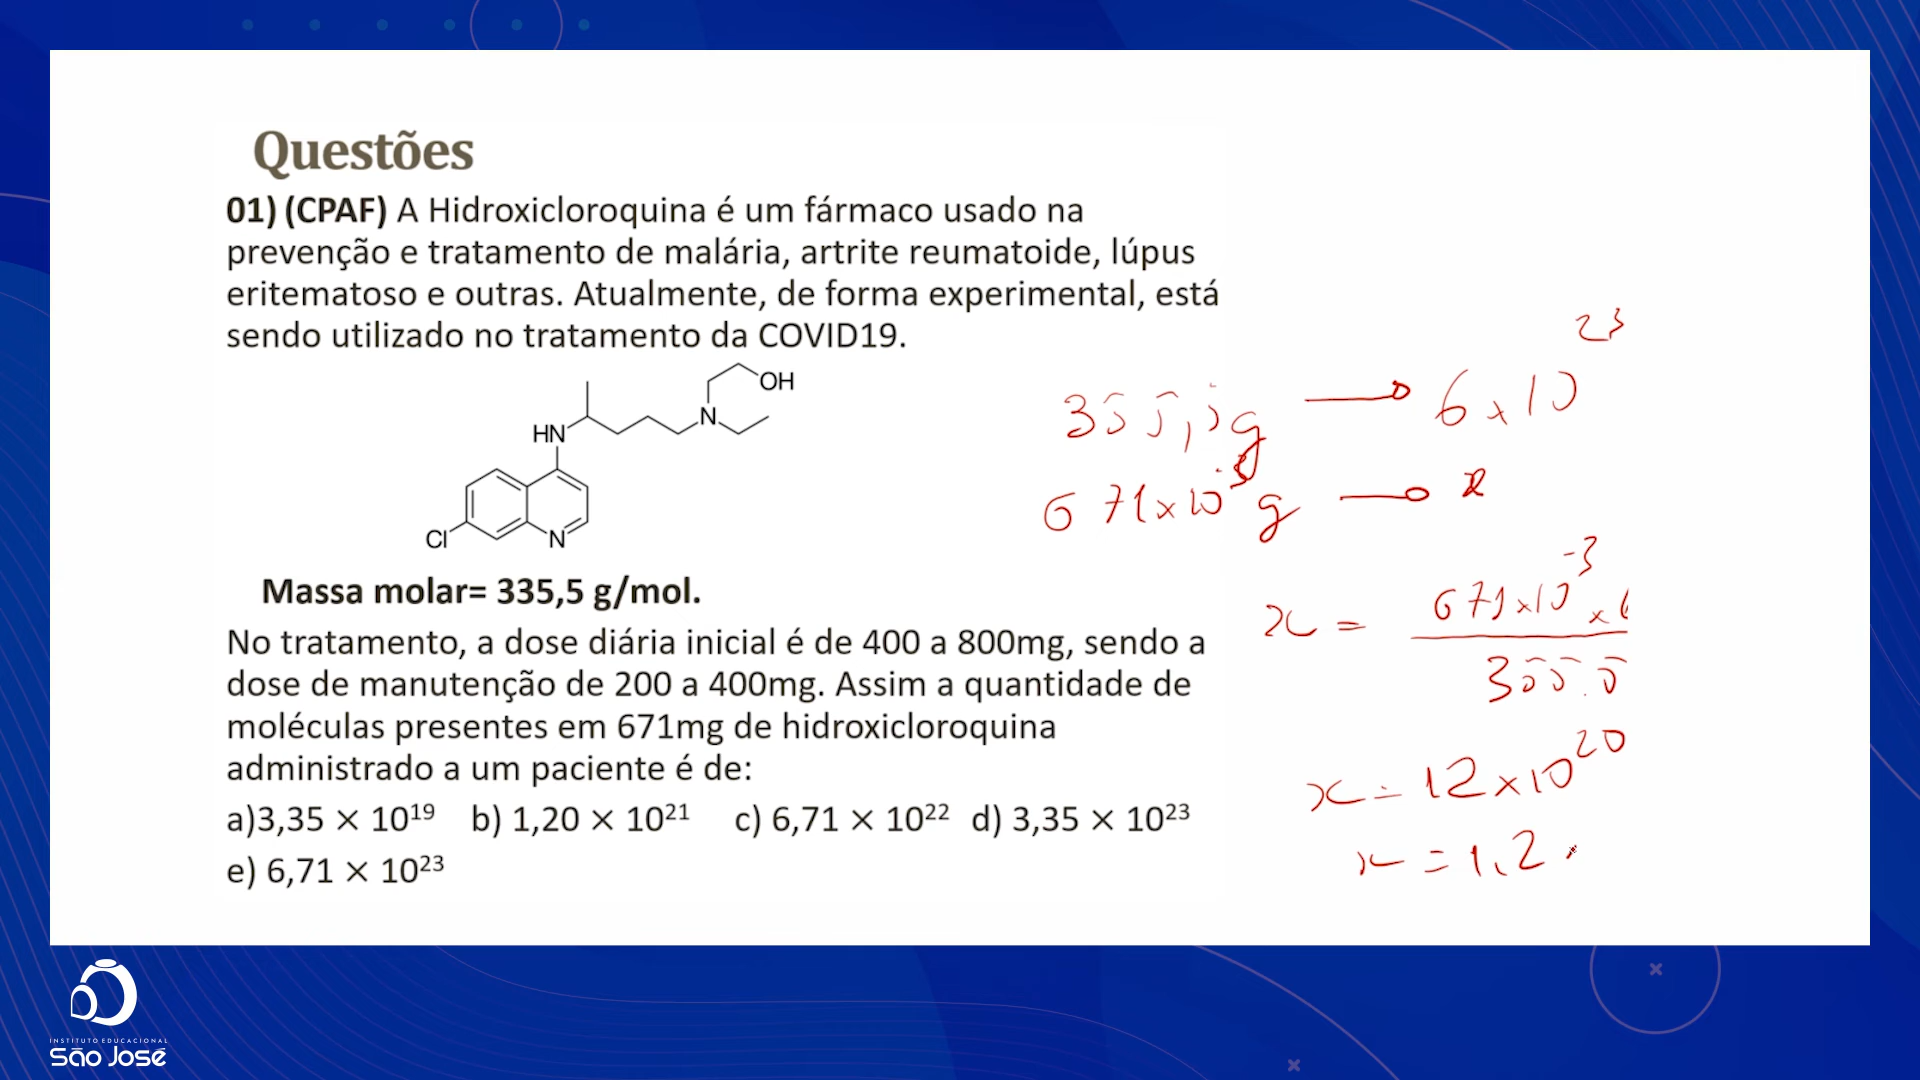 Questões
01) (CPAF) A Hidroxicloroquina é um fármaco usado na
prevenção e tratamento de malária, artrite reumatoide, lúpus
eritematoso e outras. Atualmente, de forma experimental, está
sendo utilizado no tratamento da COVID19.
OH
N
HN
Cl
N
Massa molar= 335,5 g/mol.
No tratamento, a dose diária inicial é de 400 a 800mg, sendo a
dose de manutenção de 200 a 400mg. Assim a quantidade de
moléculas presentes em 671mg de hidroxicloroquina
administrado a um paciente é de:
a)3,35 × 10¹⁹ b) 1,20 × 10²¹ c) 6,71 × 10²² d) 3,35 × 10²³
e) 6,71 × 10²³
355,5g → 6 x 10²³
671 x 10⁻³ g → x
x = 671 x 10⁻³ x 6
355.5
x = 12 x 10²⁰
x = 1,2 .
INSTITUTO EDUCACIONAL
São José